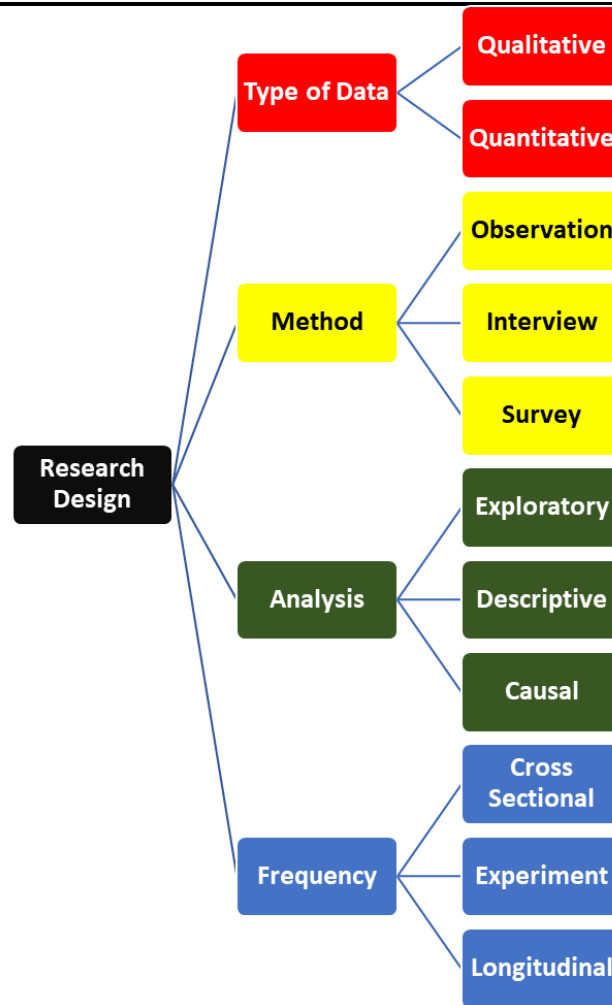 Research
Design
Type of Data
Qualitative
Quantitative
Method
Observation
Interview
Survey
Analysis
Exploratory
Descriptive
Causal
Frequency
Cross
Sectional
Experiment
Longitudinal